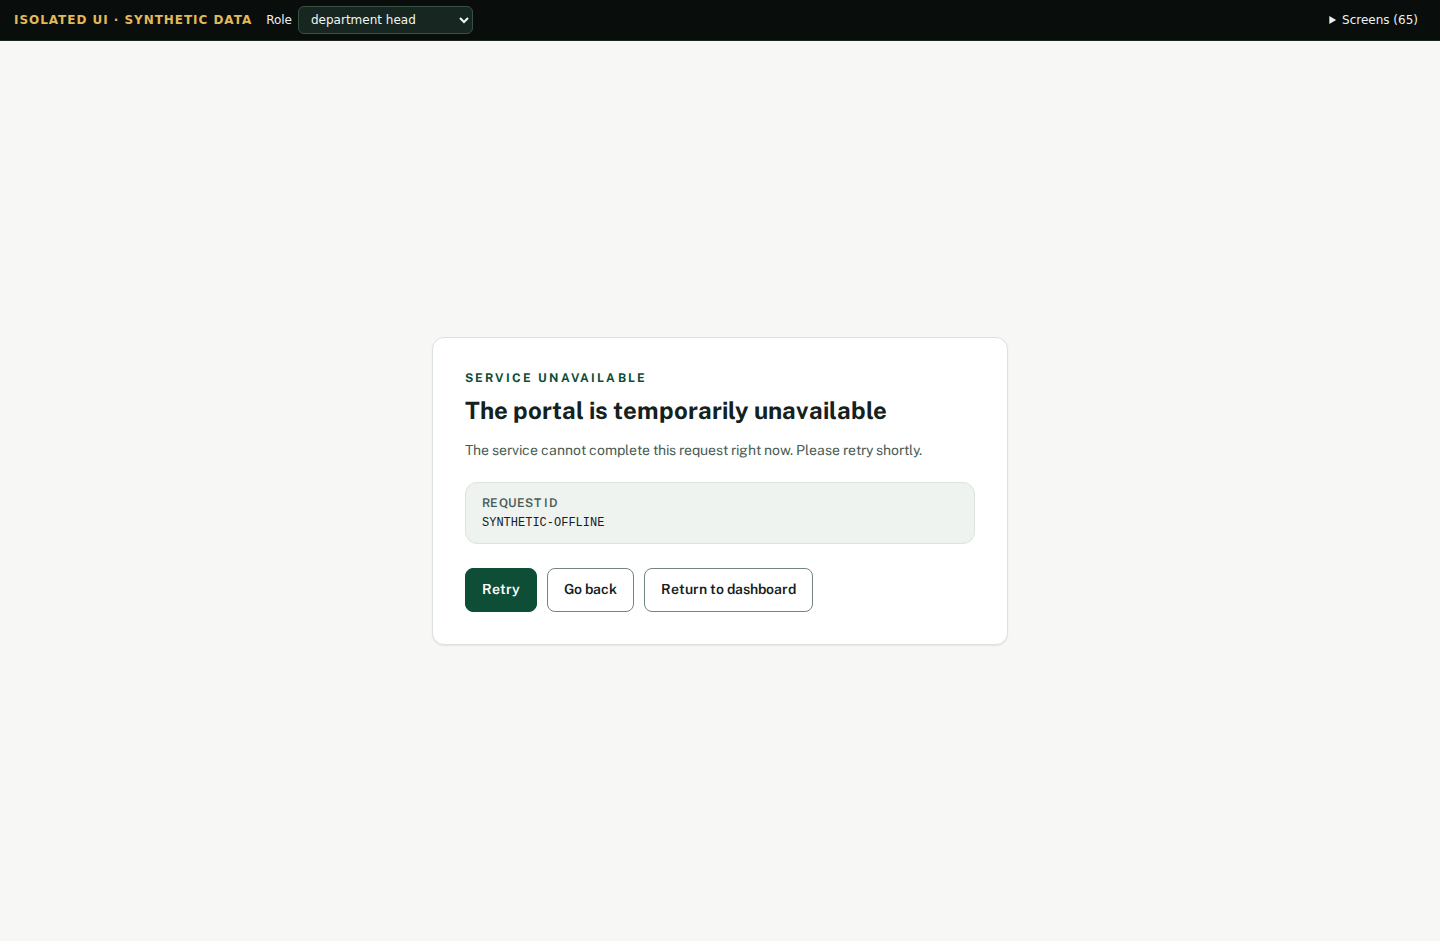 ISOLATED UI · SYNTHETIC DATA Role department head Screens (65)
SERVICE UNAVAILABLE
The portal is temporarily unavailable
The service cannot complete this request right now. Please retry shortly.
REQUEST ID
SYNTHETIC-OFFLINE
Retry Go back Return to dashboard